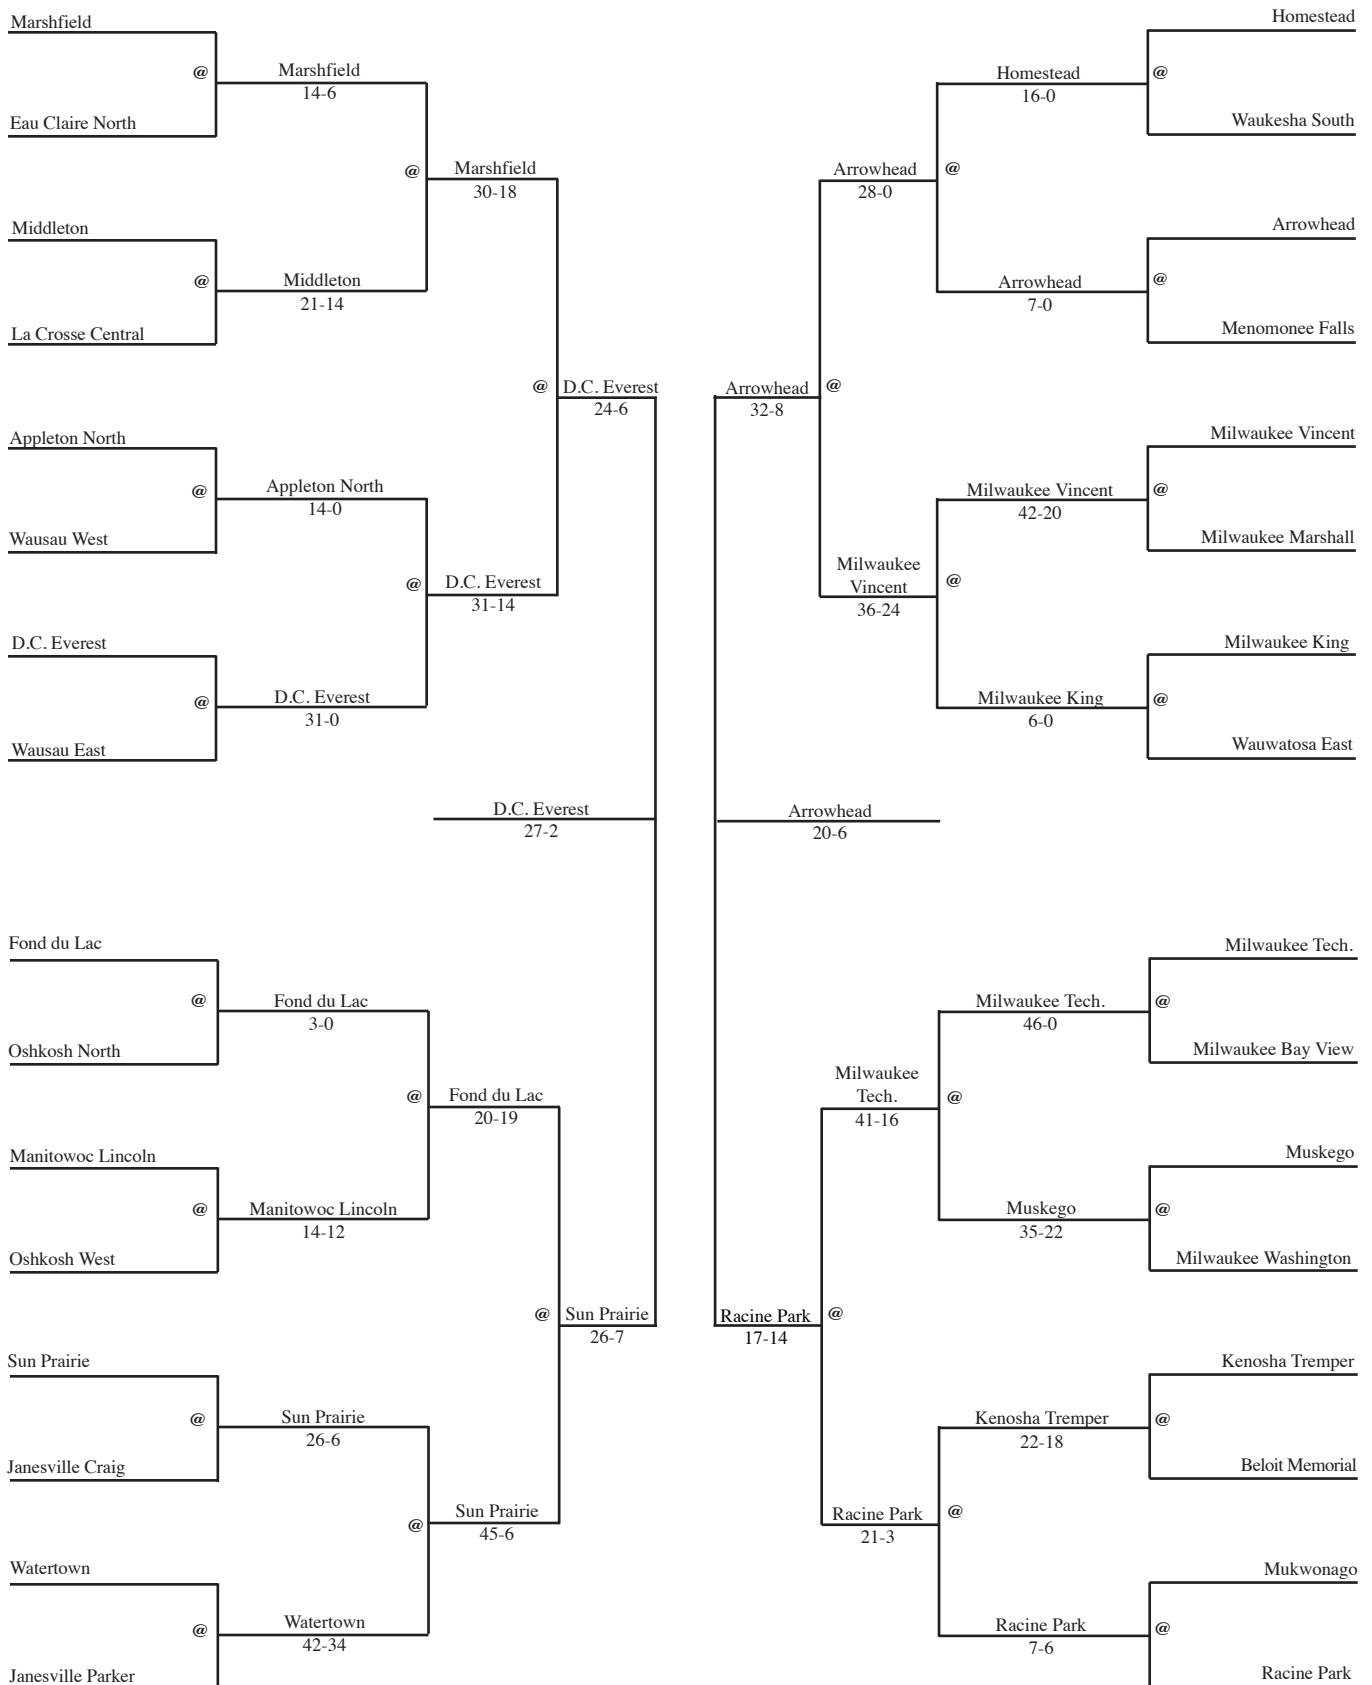 Marshfield
@
Eau Claire North
Marshfield
14-6
Middleton
@
La Crosse Central
Middleton
21-14
@
Marshfield
30-18
Appleton North
@
Wausau West
Appleton North
14-0
D.C. Everest
@
Wausau East
D.C. Everest
31-0
@
D.C. Everest
31-14
@
D.C. Everest
24-6
D.C. Everest
27-2
Fond du Lac
@
Oshkosh North
Fond du Lac
3-0
Manitowoc Lincoln
@
Oshkosh West
Manitowoc Lincoln
14-12
@
Fond du Lac
20-19
Sun Prairie
@
Janesville Craig
Sun Prairie
26-6
Watertown
@
Janesville Parker
Watertown
42-34
@
Sun Prairie
45-6
@
Sun Prairie
26-7
Homestead
@
Waukesha South
Homestead
16-0
Arrowhead
@
Menomonee Falls
Arrowhead
7-0
@
Arrowhead
28-0
Milwaukee Vincent
@
Milwaukee Marshall
Milwaukee Vincent
42-20
Milwaukee King
@
Wauwatosa East
Milwaukee King
6-0
@
Milwaukee
Vincent
36-24
@
Arrowhead
32-8
Arrowhead
20-6
Milwaukee Tech.
@
Milwaukee Bay View
Milwaukee Tech.
46-0
Muskego
@
Milwaukee Washington
Muskego
35-22
@
Milwaukee
Tech.
41-16
Kenosha Tremper
@
Beloit Memorial
Kenosha Tremper
22-18
Mukwonago
@
Racine Park
Racine Park
7-6
@
Racine Park
21-3
@
Racine Park
17-14